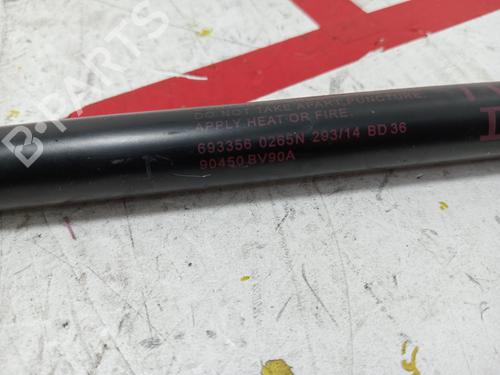 DO NOT TAKE APART, PUNCTURE,
APPLY HEAT OR FIRE.
693356 0265N 293/14 BD 36
90450 BV90A
B-PARTS